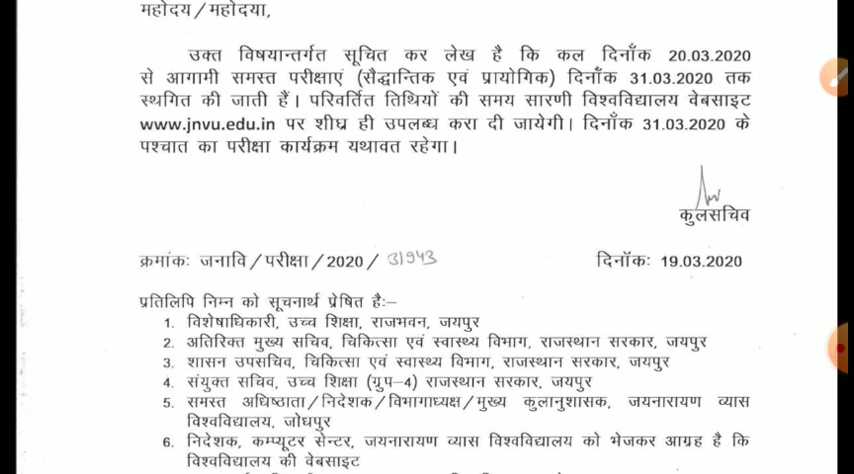 महोदय/महोदया,
उक्त विषयान्तर्गत सूचित कर लेख है कि कल दिनॉंक 20.03.2020
से आगामी समस्त परीक्षाएं (सैद्धान्तिक एवं प्रायोगिक) दिनॉंक 31.03.2020 तक
स्थगित की जाती हैं। परिवर्तित तिथियों की समय सारणी विश्वविद्यालय वेबसाइट
www.jnvu.edu.in पर शीघ्र ही उपलब्ध करा दी जायेगी। दिनॉंक 31.03.2020 के
पश्चात का परीक्षा कार्यक्रम यथावत रहेगा।
कुलसचिव
क्रमांकः जनावि/परीक्षा/2020/31943
दिनॉकः 19.03.2020
प्रतिलिपि निम्न को सूचनार्थ प्रेषित हैः–
1. विशेषाधिकारी, उच्च शिक्षा, राजभवन, जयपुर
2. अतिरिक्त मुख्य सचिव, चिकित्सा एवं स्वास्थ्य विभाग, राजस्थान सरकार, जयपुर
3. शासन उपसचिव, चिकित्सा एवं स्वास्थ्य विभाग, राजस्थान सरकार, जयपुर
4. संयुक्त सचिव, उच्च शिक्षा (ग्रुप–4) राजस्थान सरकार, जयपुर
5. समस्त अधिष्ठाता/निदेशक/विभागाध्यक्ष/मुख्य कुलानुशासक, जयनारायण व्यास
विश्वविद्यालय, जोधपुर
6. निदेशक, कम्प्यूटर सेन्टर, जयनारायण व्यास विश्वविद्यालय को भेजकर आग्रह है कि
विश्वविद्यालय की वेबसाइट